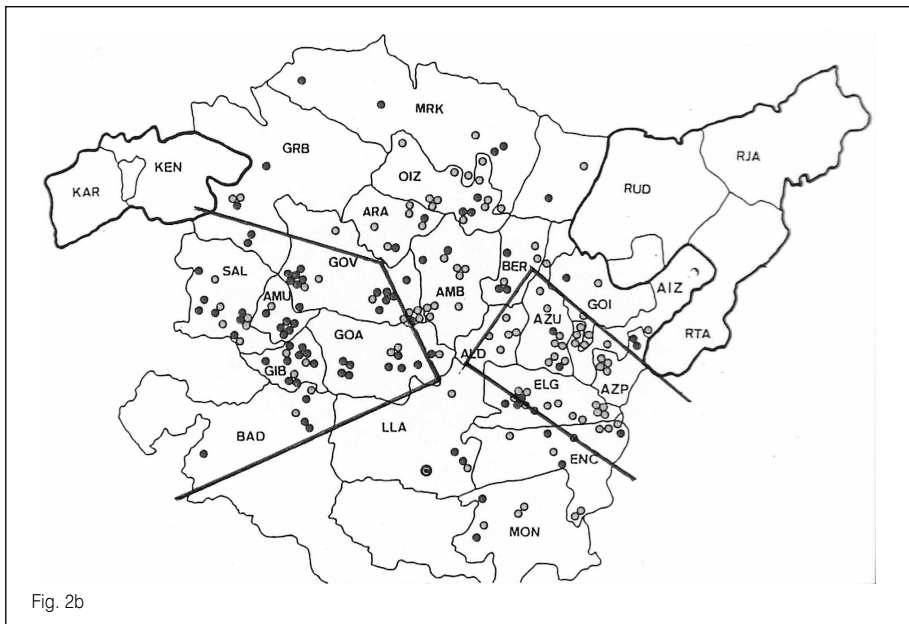 MRK
RJA
GRB
KEN
OIZ
RUD
KAR
ARA
GOV
BER
SAL
AMB
AIZ
AMU
GOI
AZU
GOA
RTA
ALD
GIB
ELG
AZP
BAD
LLA
ENC
C
MON
Fig. 2b